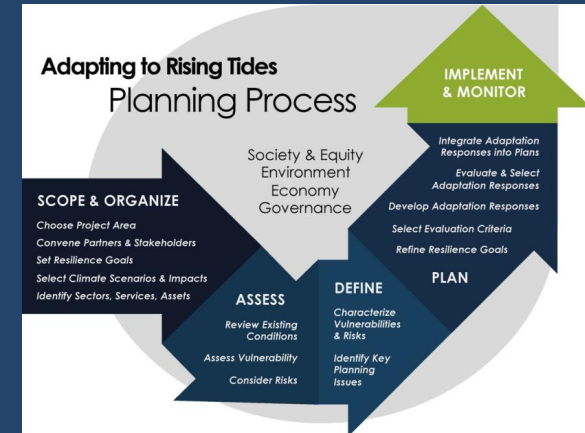 Adapting to Rising Tides
Planning Process
Society & Equity
Environment
Economy
Governance
SCOPE & ORGANIZE
Choose Project Area
Convene Partners & Stakeholders
Set Resilience Goals
Select Climate Scenarios & Impacts
Identify Sectors, Services, Assets
ASSESS
Review Existing
Conditions
Assess Vulnerability
Consider Risks
DEFINE
Characterize
Vulnerabilities
& Risks
Identify Key
Planning
Issues
PLAN
Refine Resilience Goals
Select Evaluation Criteria
Develop Adaptation Responses
Evaluate & Select
Adaptation Responses
Integrate Adaptation
Responses into Plans
IMPLEMENT
& MONITOR